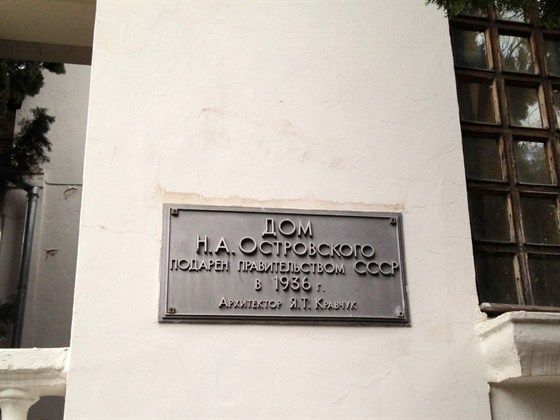 ДОМ
Н.А. ОСТРОВСКОГО
ПОДАРЕН ПРАВИТЕЛЬСТВОМ СССР
В 1936 г.
АРХИТЕКТОР Я.Т. КРАВЧУК